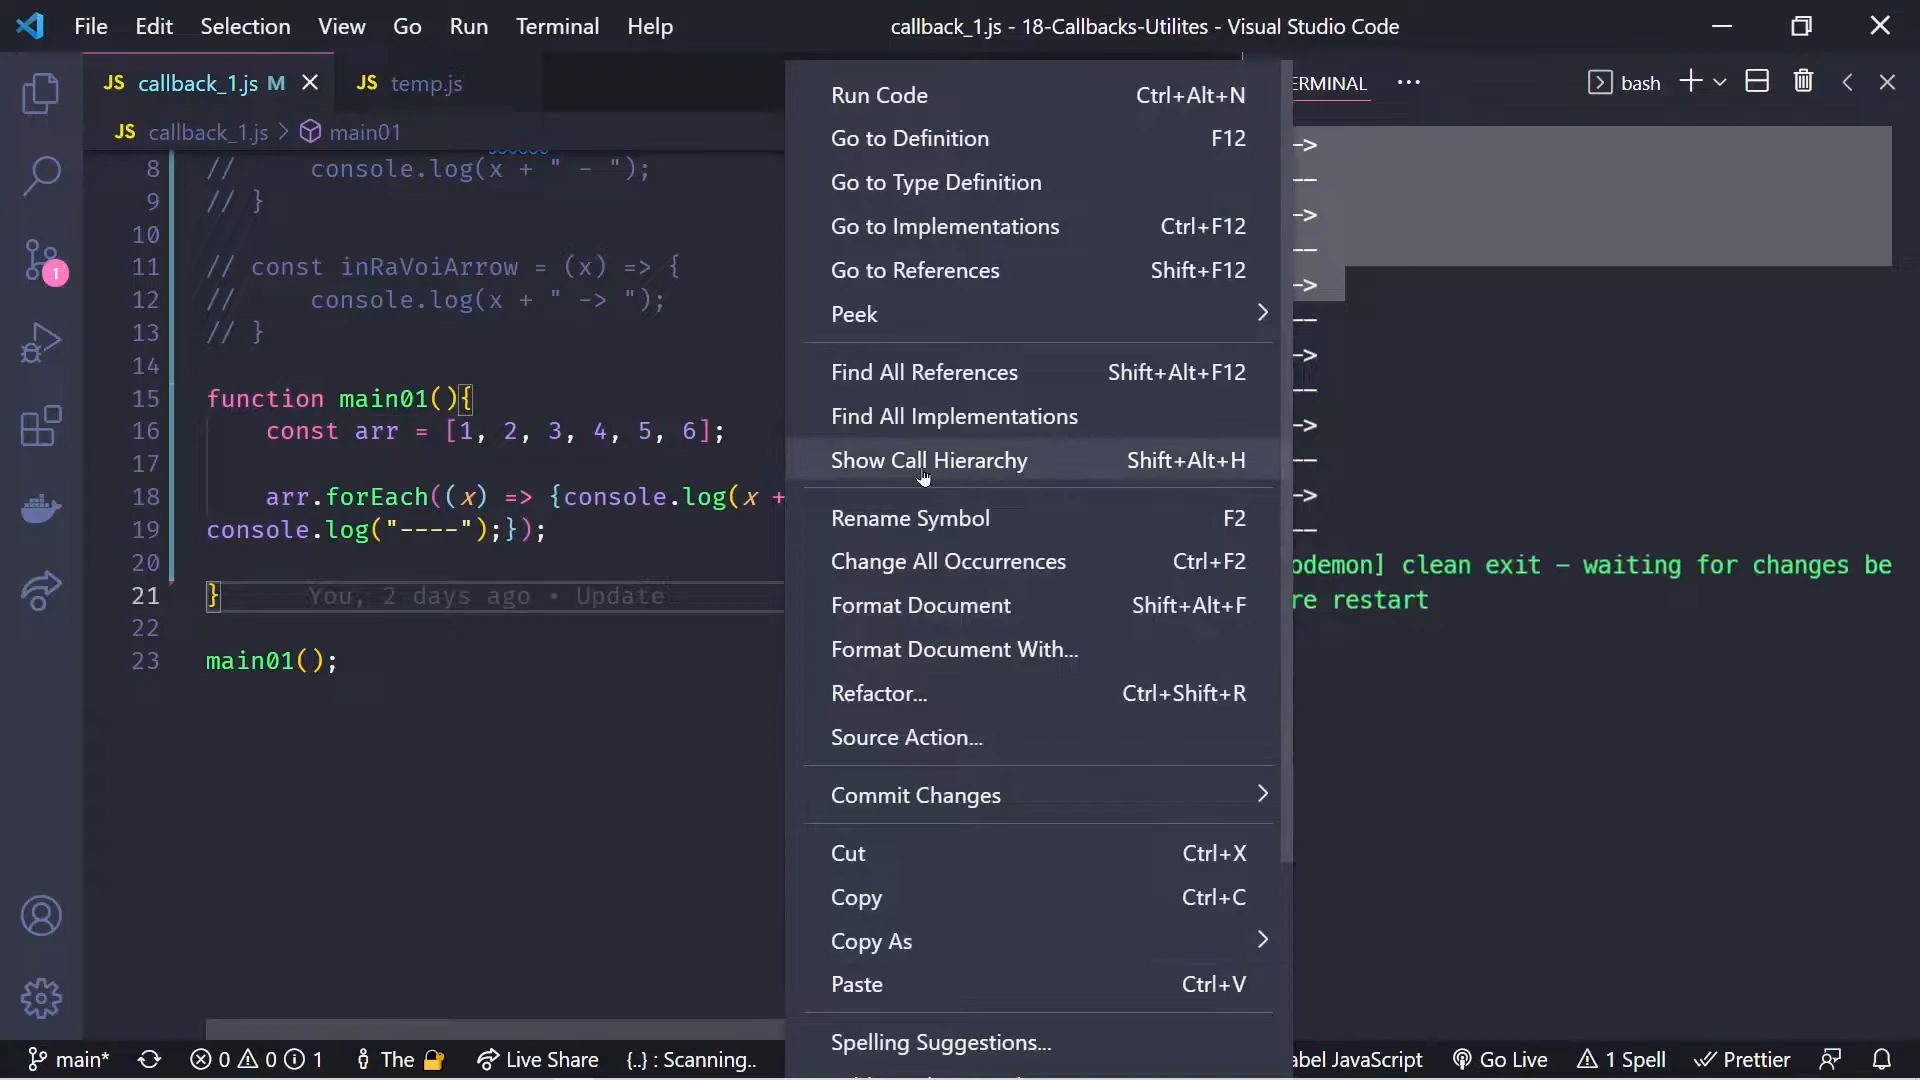 File Edit Selection View Go Run Terminal Help
callback_1.js - 18-Callbacks-Utilites - Visual Studio Code
JS callback_1.js M
JS temp.js
JS callback_1.js > main01
8 // console.log(x + " - ");
9 // }
10
11 // const inRaVoiArrow = (x) => {
12 // console.log(x + " -> ");
13 // }
14
15 function main01(){
16 const arr = [1, 2, 3, 4, 5, 6];
17
18 arr.forEach((x) => {console.log(x +
19 console.log("----");});
20
21 } You, 2 days ago • Update
22
23 main01();
Run Code Ctrl+Alt+N
Go to Definition F12
Go to Type Definition
Go to Implementations Ctrl+F12
Go to References Shift+F12
Peek >
Find All References Shift+Alt+F12
Find All Implementations
Show Call Hierarchy Shift+Alt+H
Rename Symbol F2
Change All Occurrences Ctrl+F2
Format Document Shift+Alt+F
Format Document With...
Refactor... Ctrl+Shift+R
Source Action...
Commit Changes >
Cut Ctrl+X
Copy Ctrl+C
Copy As >
Paste Ctrl+V
Spelling Suggestions...
ERMINAL ... bash
->
--
->
--
->
--
->
--
->
--
->
--
odemon] clean exit - waiting for changes be
re restart
1
main* 0 0 1 The Live Share {..} : Scanning.. abel JavaScript Go Live 1 Spell Prettier